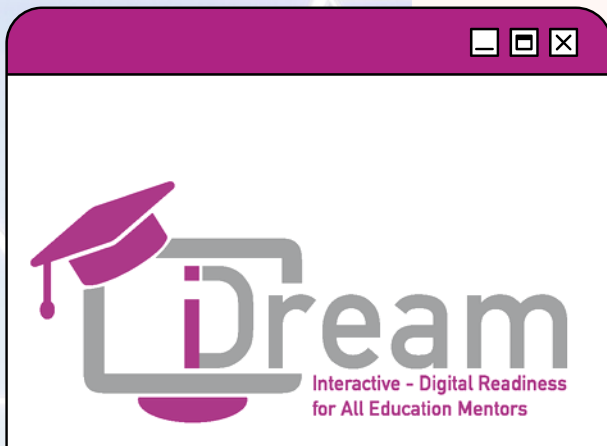 iDream
Interactive - Digital Readiness
for All Education Mentors